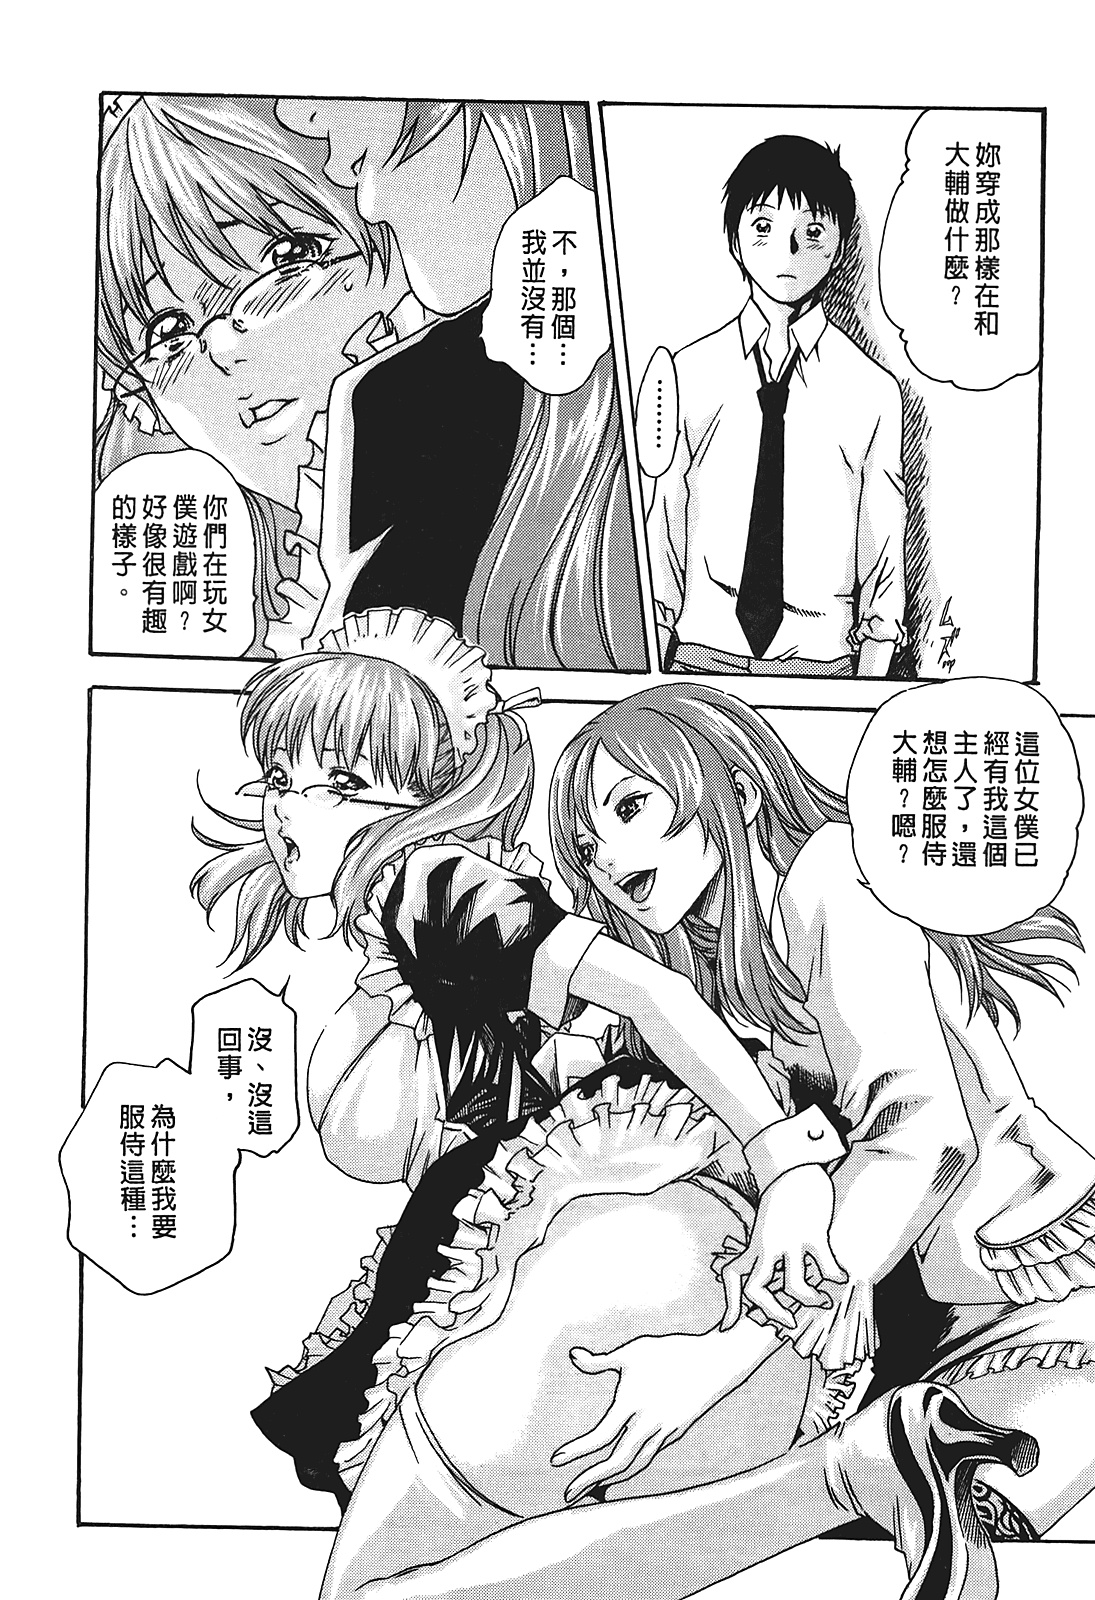 妳穿成那樣在和
大輔做什麼？
………
不，那個…
我並沒有…
你們在玩女
僕遊戲啊？
好像很有趣
的樣子。
這位女僕已
經有我這個
主人了，還
想怎麼服侍
大輔？嗯？
沒、沒這
回事，
為什麼我要
服侍這種…